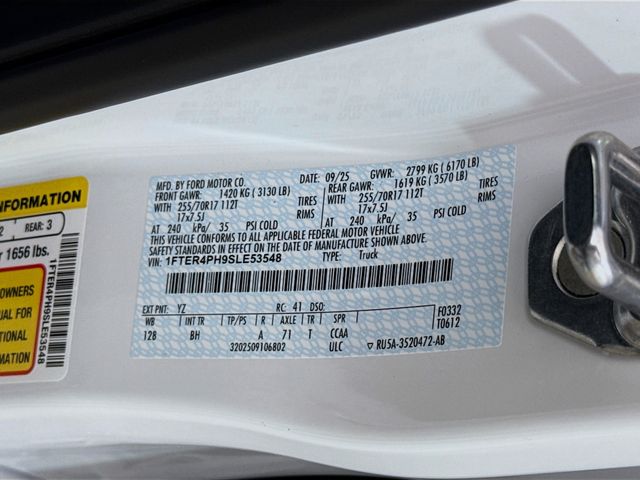 INFORMATION
2 REAR: 3
r 1656 lbs.
OWNERS
UAL FOR
TIONAL
RMATION
1FTER4PH9SLE53548
MFD. BY FORD MOTOR CO. DATE: 09/25 GVWR: 2799 KG ( 6170 LB)
FRONT GAWR: 1420 KG ( 3130 LB) REAR GAWR: 1619 KG ( 3570 LB)
WITH 255/70R17 112T TIRES WITH 255/70R17 112T TIRES
17x7.5J RIMS 17x7.5J RIMS
AT 240 kPa/ 35 PSI COLD AT 240 kPa/ 35 PSI COLD
THIS VEHICLE CONFORMS TO ALL APPLICABLE FEDERAL MOTOR VEHICLE
SAFETY STANDARDS IN EFFECT ON THE DATE OF MANUFACTURE SHOWN ABOVE.
VIN: 1FTER4PH9SLE53548 TYPE: Truck
EXT PNT: YZ RC: 41 DSO: F0332
WB INT TR TP/PS R AXLE TR SPR T0612
12B BH A 71 T CCAA
3202509106802 ULC RU5A-3520472-AB